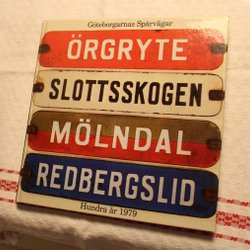 Göteborgarnas Spårvägar
ÖRGRYTE
SLOTTSSKOGEN
MÖLNDAL
REDBERGSLID
Hundra år 1979